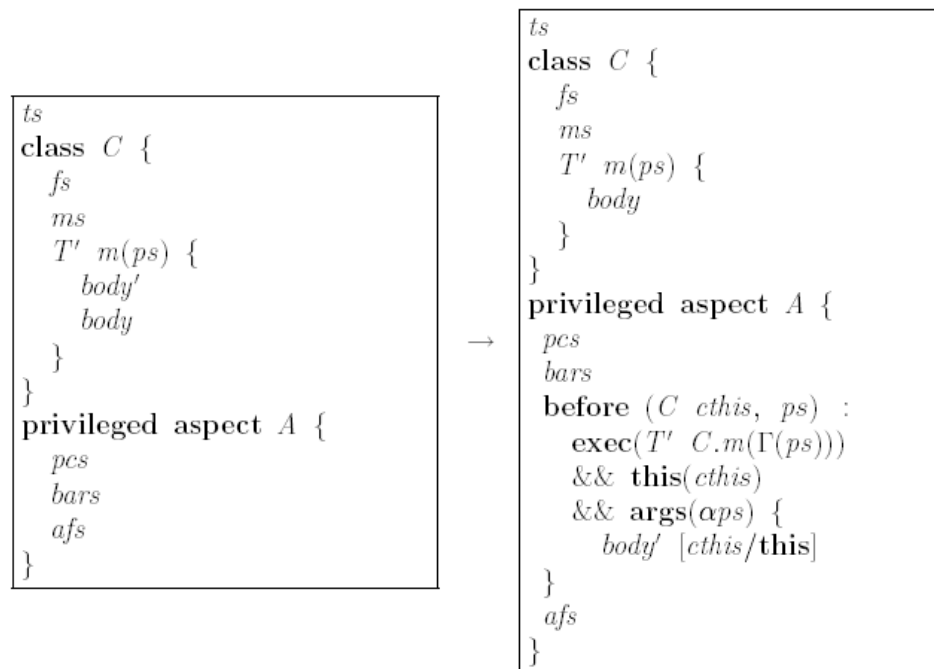 ts
class C {
fs
ms
T′ m(ps) {
body′
body
}
}
privileged aspect A {
pcs
bars
afs
}
→
ts
class C {
fs
ms
T′ m(ps) {
body
}
}
privileged aspect A {
pcs
bars
before (C cthis, ps) :
exec(T′ C.m(Γ(ps)))
&& this(cthis)
&& args(αps) {
body′ [cthis/this]
}
afs
}